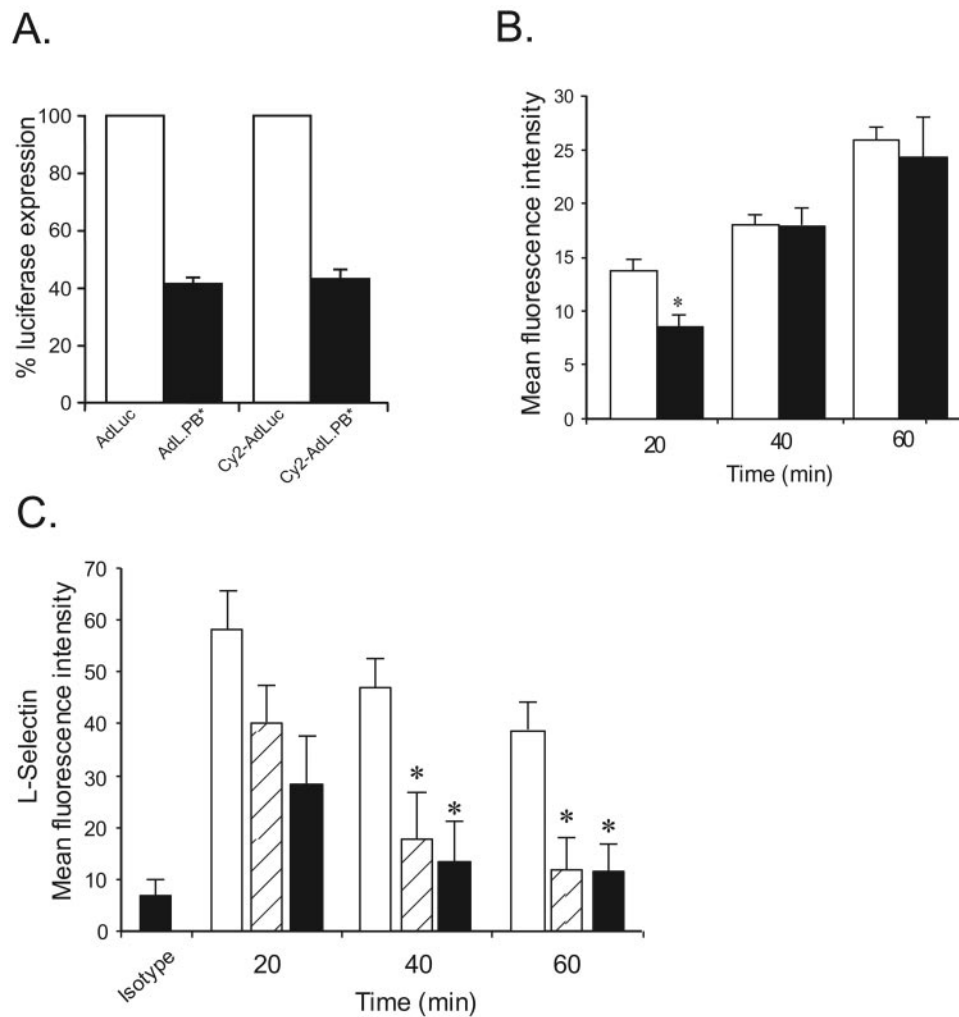 A.
% luciferase expression
100
80
60
40
20
0
AdLuc
AdL.PB*
Cy2-AdLuc
Cy2-AdL.PB*
B.
Mean fluorescence intensity
30
25
20
15
10
5
0
*
20 40 60
Time (min)
C.
L-Selectin
Mean fluorescence intensity
70
60
50
40
30
20
10
0
* * * *
Isotype
20 40 60
Time (min)